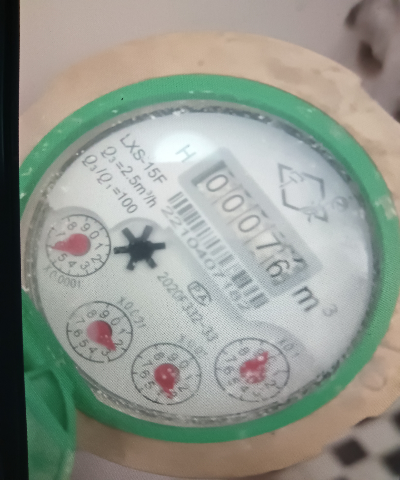 LXS-15F
Q₃=2.5m³/h
Q₃/Q₁=100
H
00076
m³
221040718
2020F332-33
X0.0001
X0.001
X0.01
X0.1